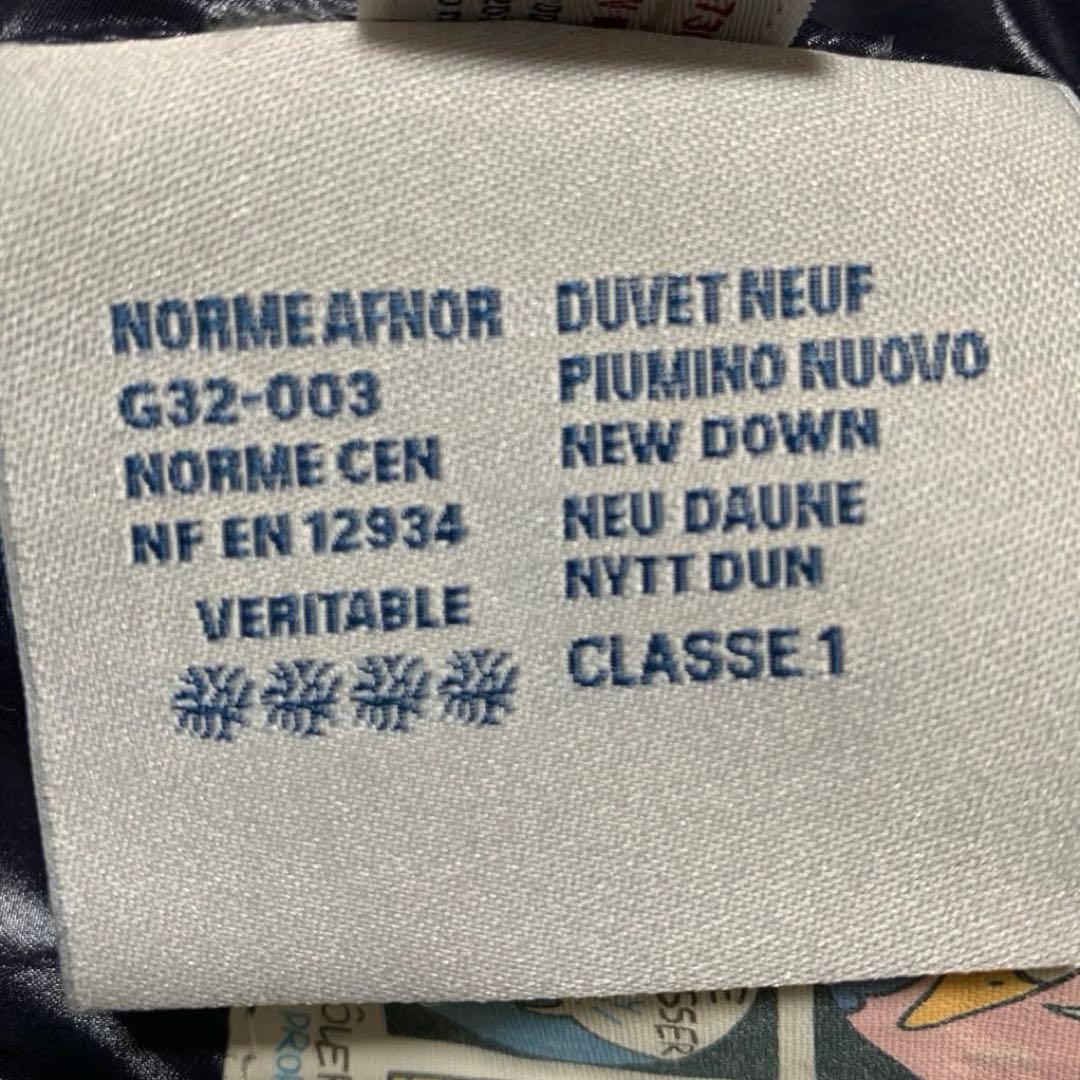 NORME AFNOR
G32-003
NORME CEN
NF EN 12934
VERITABLE
DUVET NEUF
PIUMINO NUOVO
NEW DOWN
NEU DAUNE
NYTT DUN
CLASSE 1